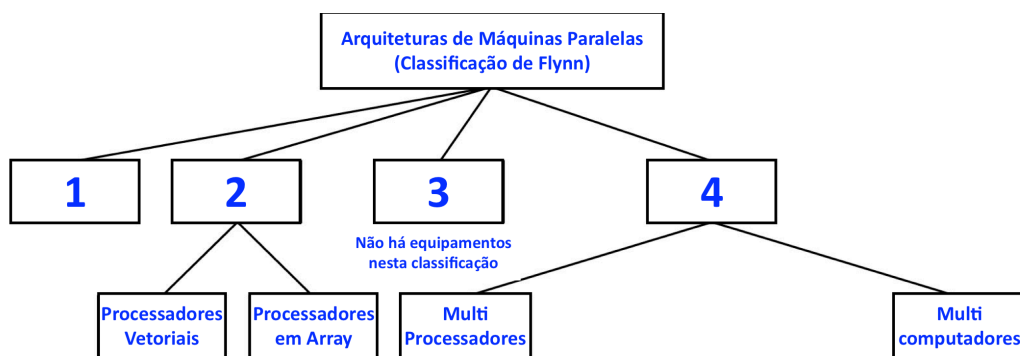 Arquiteturas de Máquinas Paralelas
(Classificação de Flynn)
1
2
3
4
Não há equipamentos
nesta classificação
Processadores
Vetoriais
Processadores
em Array
Multi
Processadores
Multi
computadores